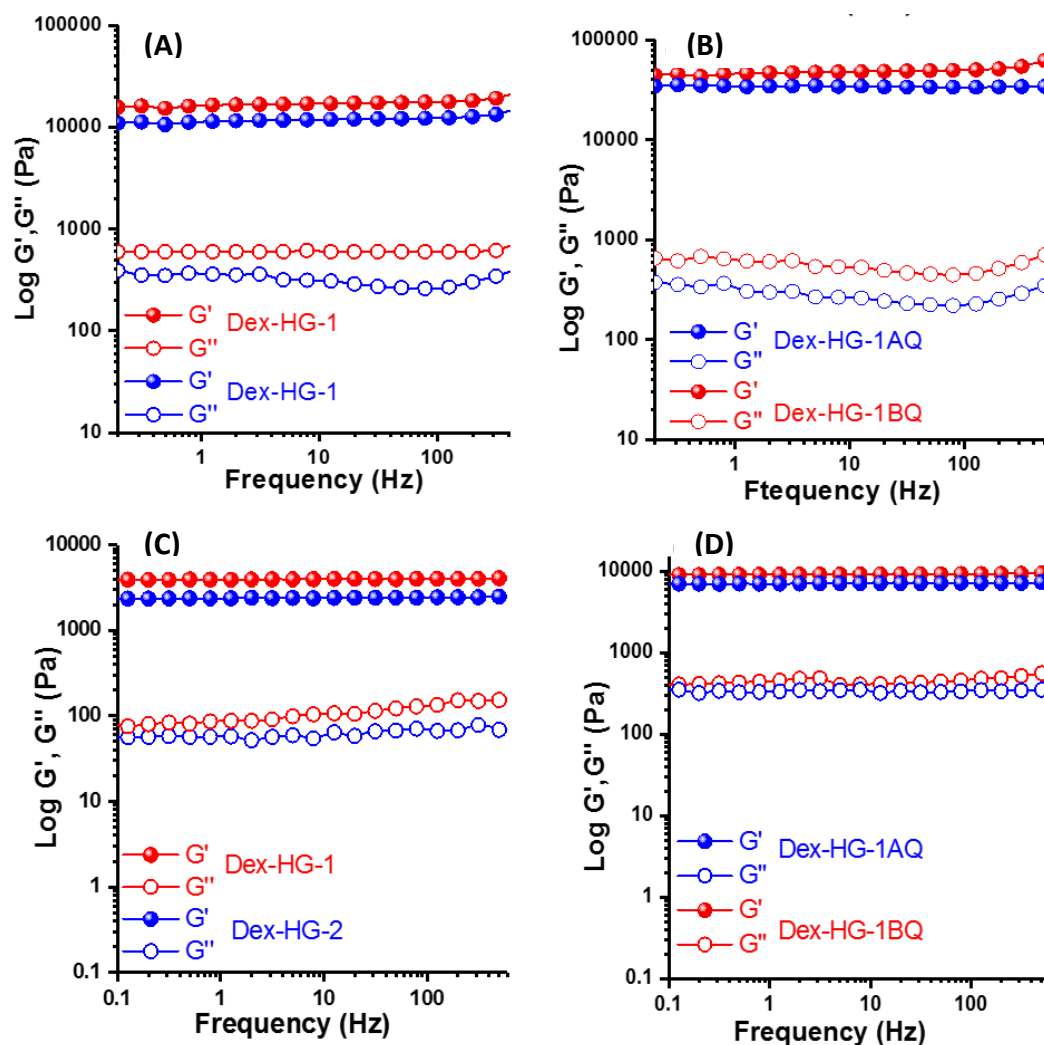 (A)
100000
10000
1000
100
10
Log G',G" (Pa)
G' Dex-HG-1
G"
G' Dex-HG-1
G"
1 10 100
Frequency (Hz)
(B)
100000
10000
1000
100
10
Log G', G" (Pa)
G' Dex-HG-1AQ
G"
G' Dex-HG-1BQ
G"
1 10 100
Ftequency (Hz)
(C)
10000
1000
100
10
1
0.1
Log G', G" (Pa)
G' Dex-HG-1
G"
G' Dex-HG-2
G"
0.1 1 10 100
Frequency (Hz)
(D)
10000
1000
100
10
1
0.1
Log G',G" (Pa)
G' Dex-HG-1AQ
G"
G' Dex-HG-1BQ
G"
0.1 1 10 100
Frequency (Hz)